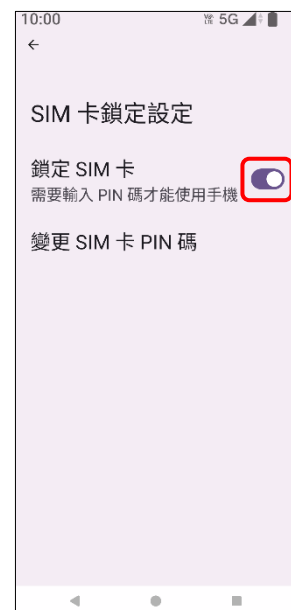 10:00 5G
SIM 卡鎖定設定
鎖定 SIM 卡
需要輸入 PIN 碼才能使用手機
變更 SIM 卡 PIN 碼